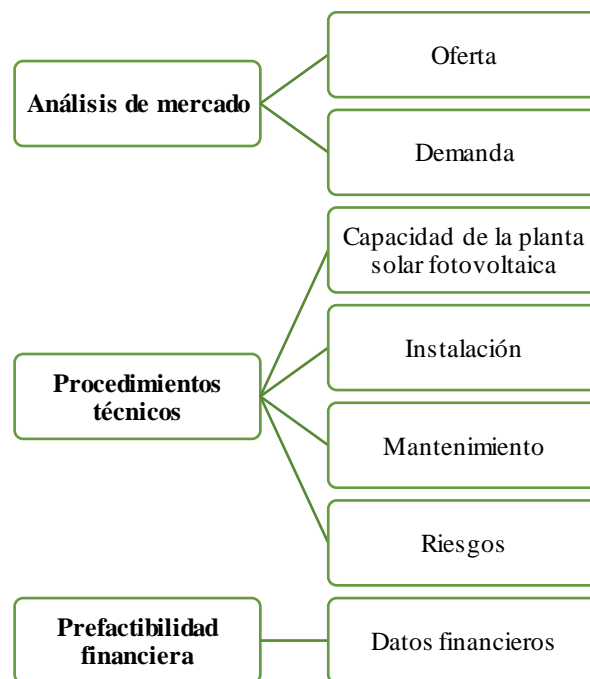 Análisis de mercado
Oferta
Demanda
Procedimientos
técnicos
Capacidad de la planta
solar fotovoltaica
Instalación
Mantenimiento
Riesgos
Prefactibilidad
financiera
Datos financieros